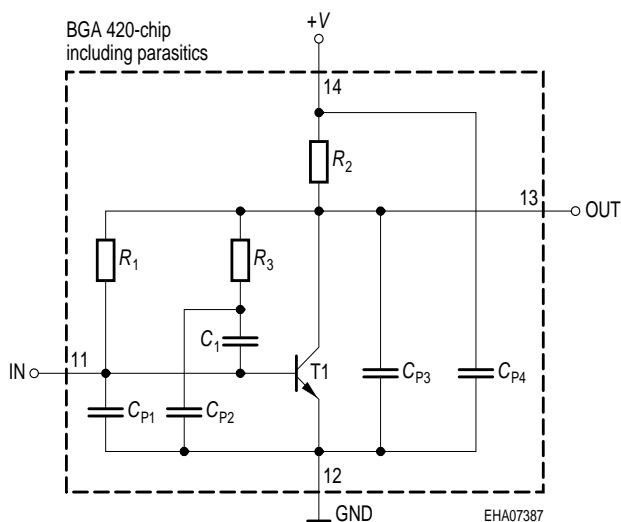 BGA 420-chip
including parasitics
+V
14
R2
13
OUT
R1
R3
C1
11
IN
T1
CP1
CP2
CP3
CP4
12
GND
EHA07387